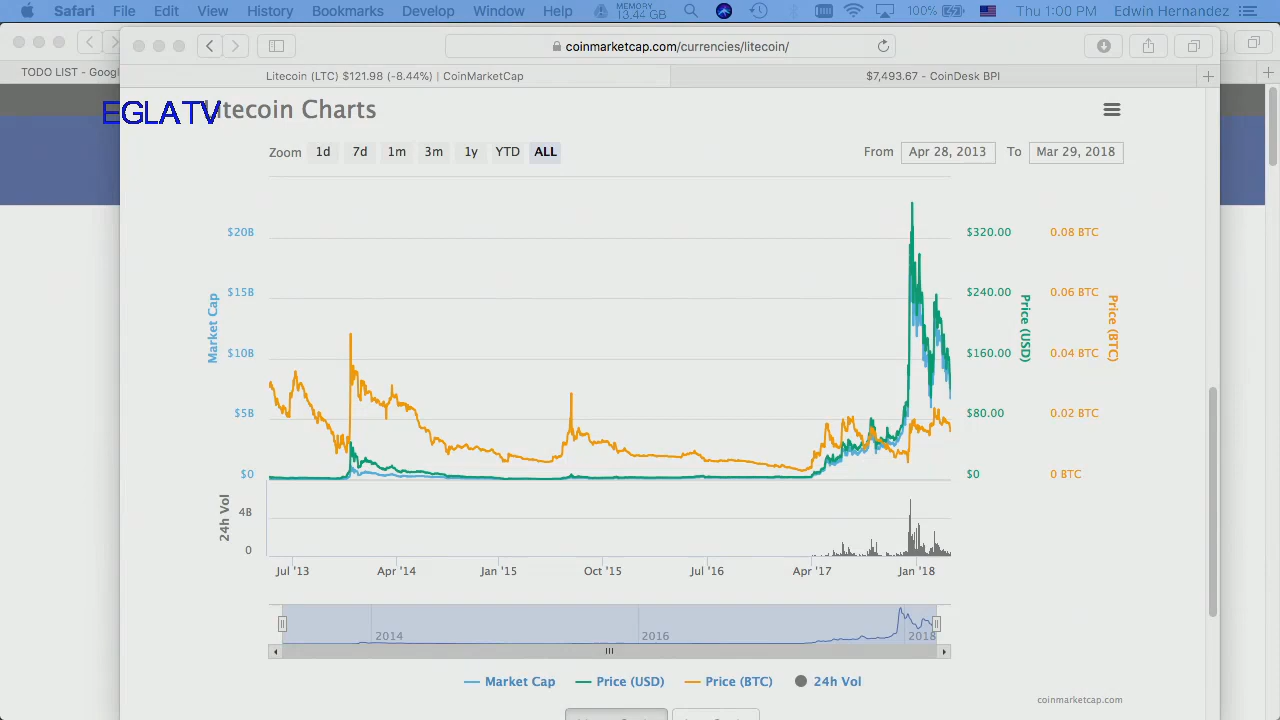 Safari File Edit View History Bookmarks Develop Window Help MEMORY 13.44 GB 100% Thu 1:00 PM Edwin Hernandez
coinmarketcap.com/currencies/litecoin/
TODO LIST - Goog
Litecoin (LTC) $121.98 (-8.44%) | CoinMarketCap
$7,493.67 - CoinDesk BPI
EGLATV
Litecoin Charts
Zoom 1d 7d 1m 3m 1y YTD ALL
From Apr 28, 2013 To Mar 29, 2018
$20B $320.00 0.08 BTC
$15B $240.00 0.06 BTC
Market Cap
Price (USD)
Price (BTC)
$10B $160.00 0.04 BTC
$5B $80.00 0.02 BTC
$0 $0 0 BTC
24h Vol
4B
0
Jul '13 Apr '14 Jan '15 Oct '15 Jul '16 Apr '17 Jan '18
2014 2016 2018
Market Cap Price (USD) Price (BTC) 24h Vol
coinmarketcap.com